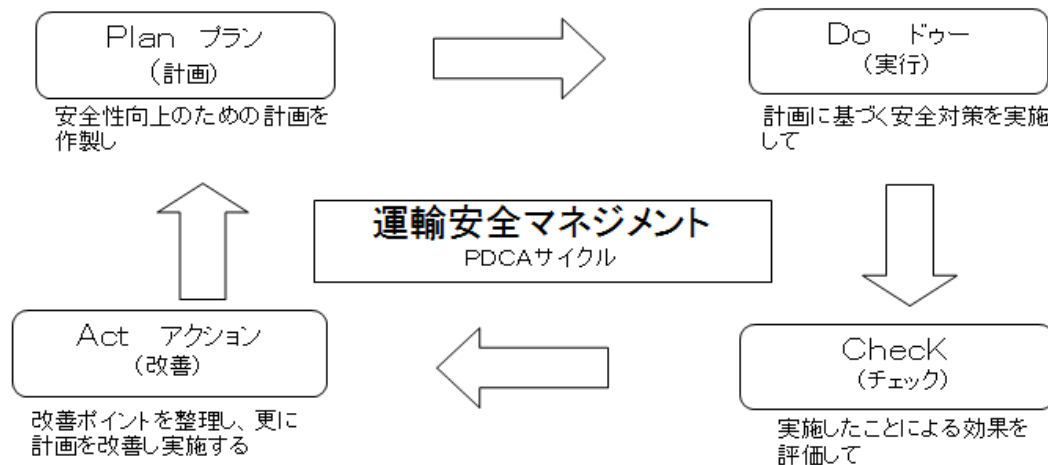 Plan プラン
(計画)
安全性向上のための計画を
作製し
Do ドゥー
(実行)
計画に基づく安全対策を実施
して
運輸安全マネジメント
PDCAサイクル
Act アクション
(改善)
改善ポイントを整理し、更に
計画を改善し実施する
ChecK
(チェック)
実施したことによる効果を
評価して